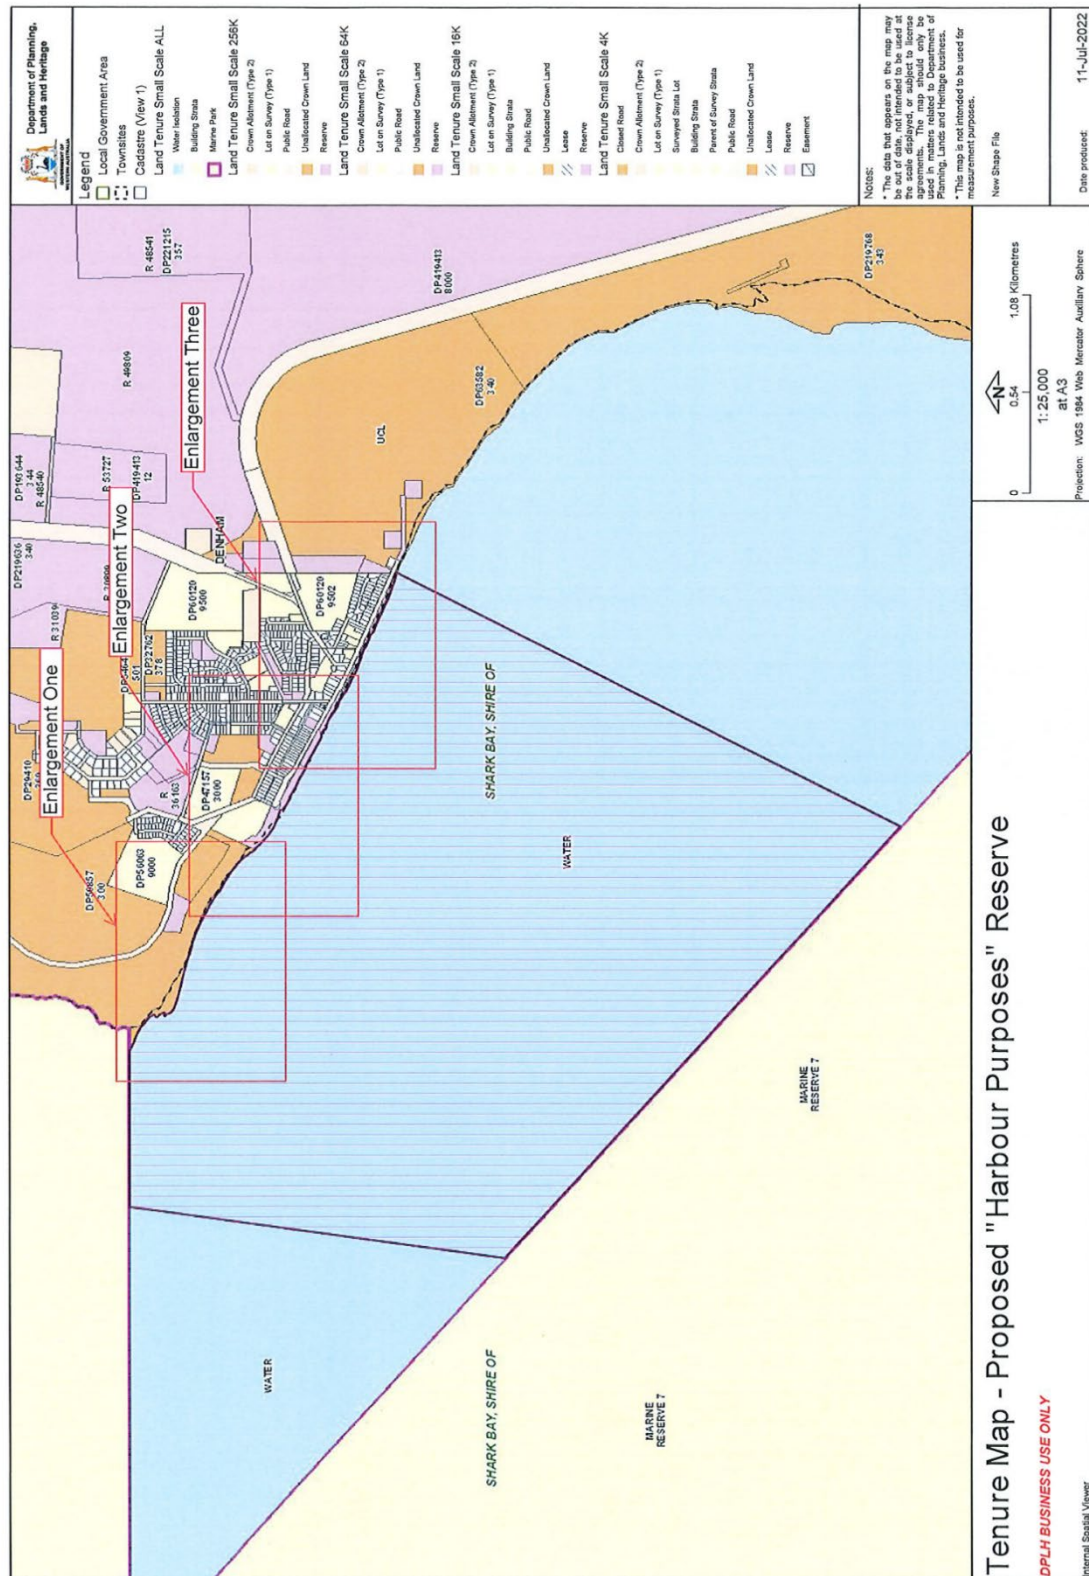 Department of Planning,
Lands and Heritage
GOVERNMENT OF
WESTERN AUSTRALIA
Legend
Local Government Area
Townsites
Cadastre (View 1)
Land Tenure Small Scale ALL
Water Isolation
Building Strata
Marine Park
Land Tenure Small Scale 256K
Crown Allotment (Type 2)
Lot on Survey (Type 1)
Public Road
Unallocated Crown Land
Reserve
Land Tenure Small Scale 64K
Crown Allotment (Type 2)
Lot on Survey (Type 1)
Public Road
Unallocated Crown Land
Reserve
Land Tenure Small Scale 16K
Crown Allotment (Type 2)
Lot on Survey (Type 1)
Building Strata
Public Road
Unallocated Crown Land
Lease
Reserve
Land Tenure Small Scale 4K
Closed Road
Crown Allotment (Type 2)
Lot on Survey (Type 1)
Surveyed Strata Lot
Building Strata
Parent of Survey Strata
Public Road
Unallocated Crown Land
Lease
Reserve
Easement
Notes:
* The data that appears on the map may
be out of date, not intended to be used at
the scale displayed, or subject to license
agreements. The map should only be
used in matters related to Department of
Planning, Lands and Heritage business.
* This map is not intended to be used for
measurement purposes.
New Shape File
Date produced 11-Jul-2022
DP29410
Enlargement One
DP50857
300
DP56063
9000
R
36163
DP47157
3000
R 31039
501
DP32762
378
Enlargement Two
DP219636
340
DP193644
344
R 48540
R 53727
DP419413
12
R 49809
R 48541
DP221215
357
DP60120
9500
DENHAM
Enlargement Three
DP60120
9502
UCL
DP63582
340
DP419413
8000
DP219768
343
SHARK BAY, SHIRE OF
WATER
WATER
SHARK BAY, SHIRE OF
MARINE
RESERVE 7
MARINE
RESERVE 7
Tenure Map - Proposed "Harbour Purposes" Reserve
DPLH BUSINESS USE ONLY
Internal Spatial Viewer
N
0 0.54 1.08 Kilometres
1: 25,000
at A3
Projection: WGS 1984 Web Mercator Auxiliary Sphere